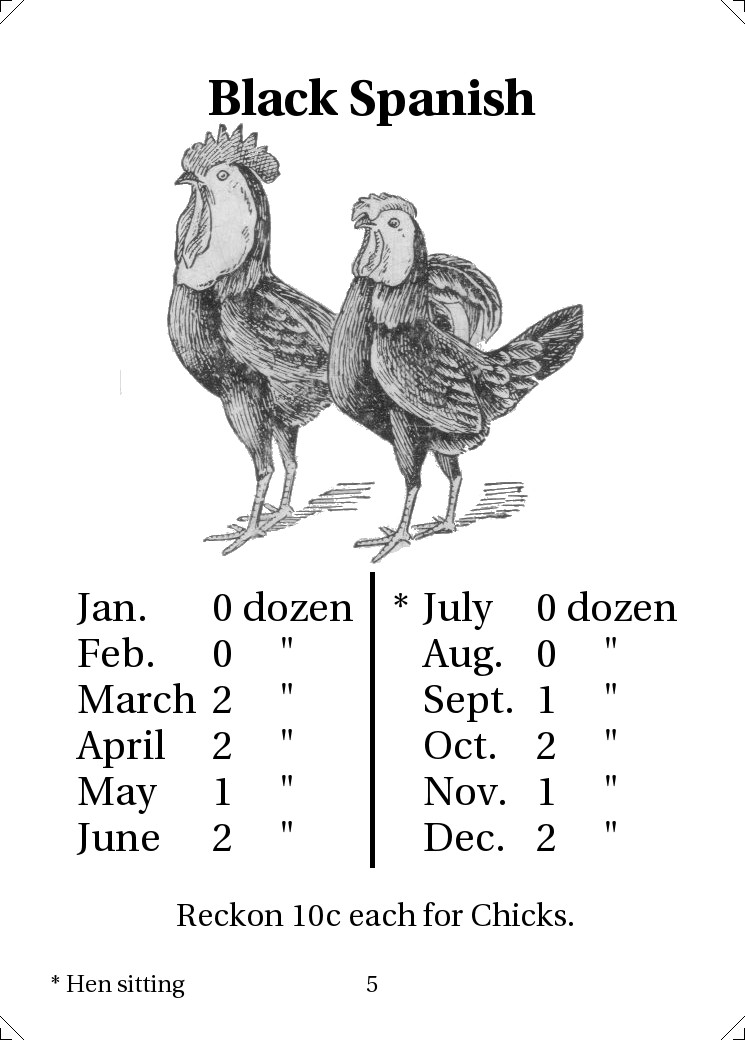 Black Spanish
Jan. 0 dozen
Feb. 0 "
March 2 "
April 2 "
May 1 "
June 2 "
* July 0 dozen
Aug. 0 "
Sept. 1 "
Oct. 2 "
Nov. 1 "
Dec. 2 "
Reckon 10c each for Chicks.
* Hen sitting
5